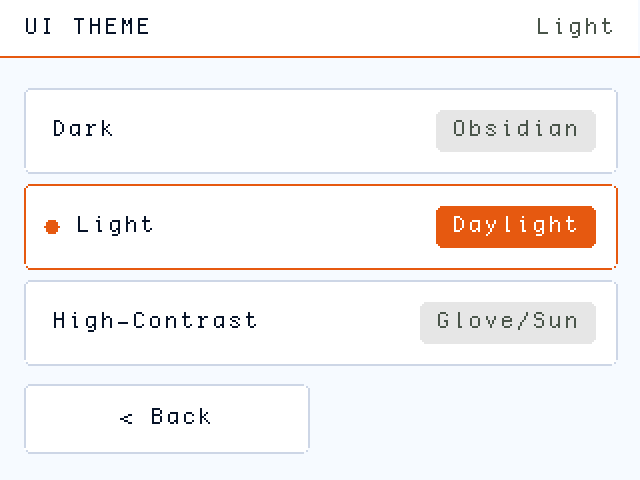 UI THEME Light
Dark Obsidian
Light Daylight
High-Contrast Glove/Sun
< Back